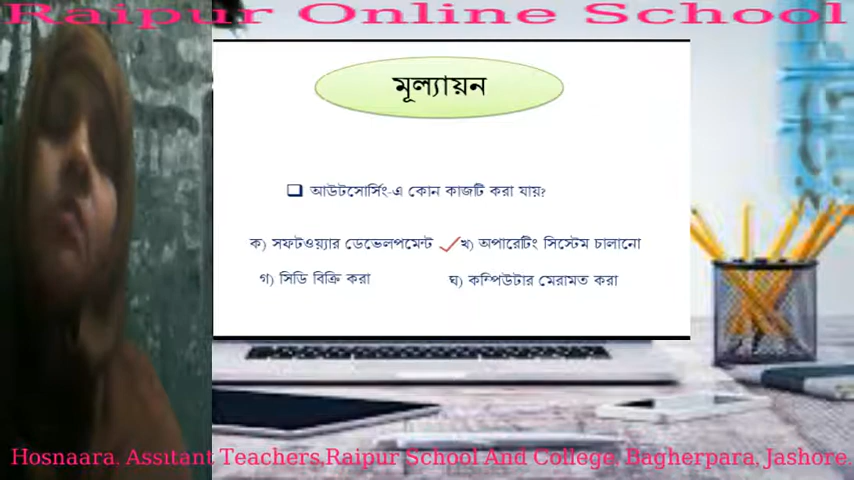 Raipur Online School
মূল্যায়ন
আউটসোর্সিং-এ কোন কাজটি করা যায়?
ক) সফটওয়্যার ডেভেলপমেন্ট ✓খ) অপারেটিং সিস্টেম চালানো
গ) সিডি বিক্রি করা ঘ) কম্পিউটার মেরামত করা
Hosnaara, Assitant Teachers,Raipur School And College, Bagherpara, Jashore.